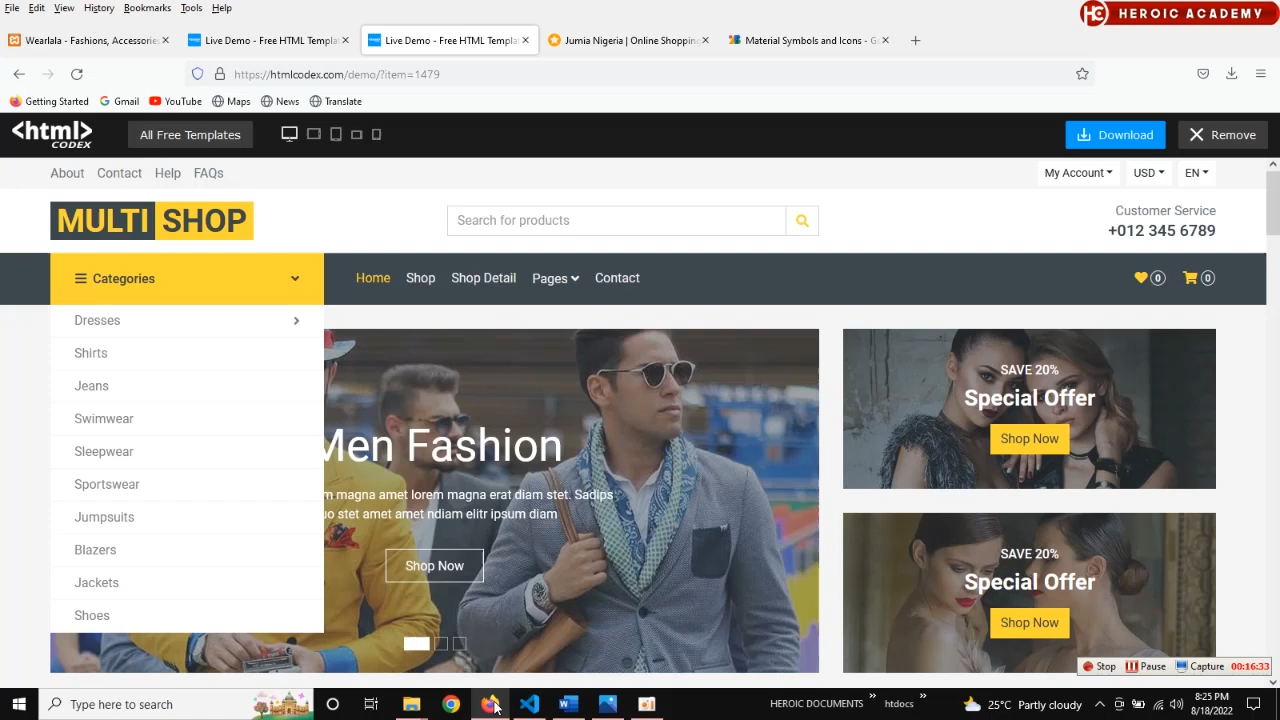 File Edit View History Bookmarks Tools Help
HC HEROIC ACADEMY
Wearlala - Fashions, Accessories
Live Demo - Free HTML Templat
Live Demo - Free HTML Templat
Jumia Nigeria | Online Shopping
Material Symbols and Icons - G
https://htmlcodex.com/demo/?item=1479
Getting Started Gmail YouTube Maps News Translate
<html> CODEX
All Free Templates
Download
Remove
About Contact Help FAQs
My Account USD EN
MULTI SHOP
Search for products
Customer Service
+012 345 6789
Categories
Home Shop Shop Detail Pages Contact
0 0
Dresses
Shirts
Jeans
Swimwear
Sleepwear
Sportswear
Jumpsuits
Blazers
Jackets
Shoes
Men Fashion
m magna amet lorem magna erat diam stet. Sadips
uo stet amet amet ndiam elitr ipsum diam
Shop Now
SAVE 20%
Special Offer
Shop Now
SAVE 20%
Special Offer
Shop Now
Stop Pause Capture 00:16:33
Type here to search
HEROIC DOCUMENTS
htdocs
25°C Partly cloudy
8:25 PM
8/18/2022